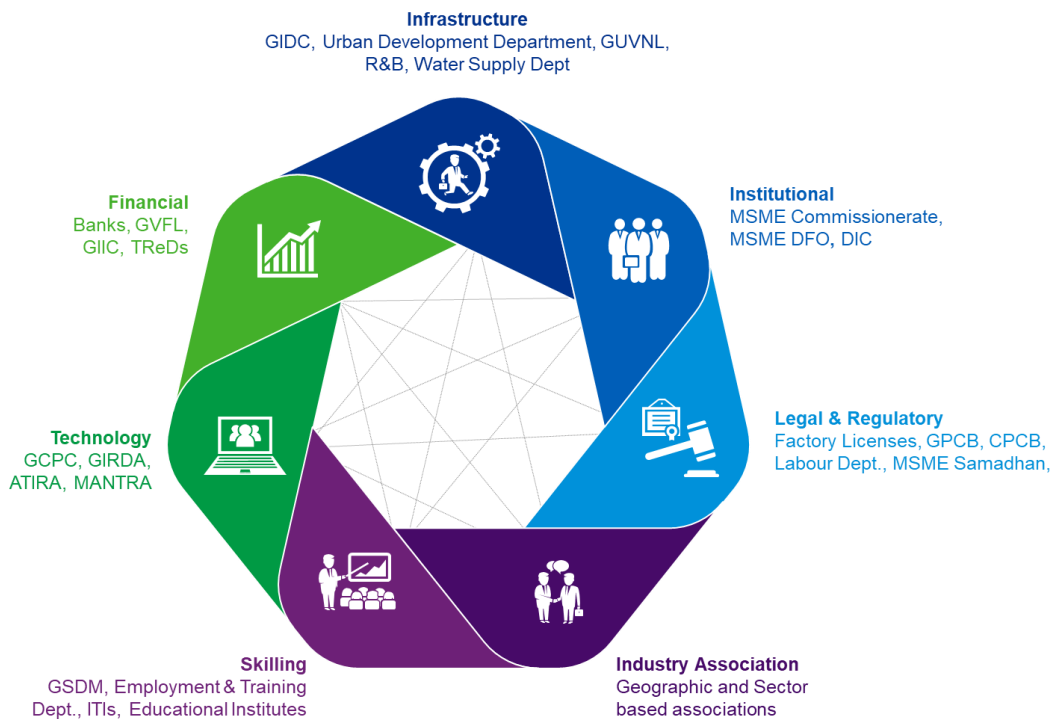 Infrastructure
GIDC, Urban Development Department, GUVNL,
R&B, Water Supply Dept
Financial
Banks, GVFL,
GIIC, TReDs
Institutional
MSME Commissionerate,
MSME DFO, DIC
Technology
GCPC, GIRDA,
ATIRA, MANTRA
Legal & Regulatory
Factory Licenses, GPCB, CPCB,
Labour Dept., MSME Samadhan,
Skilling
GSDM, Employment & Training
Dept., ITIs, Educational Institutes
Industry Association
Geographic and Sector
based associations